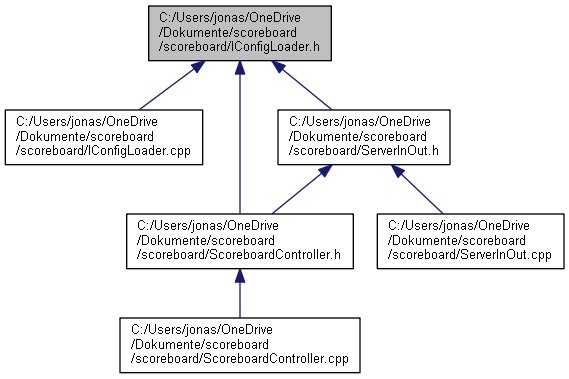 C:/Users/jonas/OneDrive
/Dokumente/scoreboard
/scoreboard/IConfigLoader.h
C:/Users/jonas/OneDrive
/Dokumente/scoreboard
/scoreboard/IConfigLoader.cpp
C:/Users/jonas/OneDrive
/Dokumente/scoreboard
/scoreboard/ServerInOut.h
C:/Users/jonas/OneDrive
/Dokumente/scoreboard
/scoreboard/ScoreboardController.h
C:/Users/jonas/OneDrive
/Dokumente/scoreboard
/scoreboard/ServerInOut.cpp
C:/Users/jonas/OneDrive
/Dokumente/scoreboard
/scoreboard/ScoreboardController.cpp